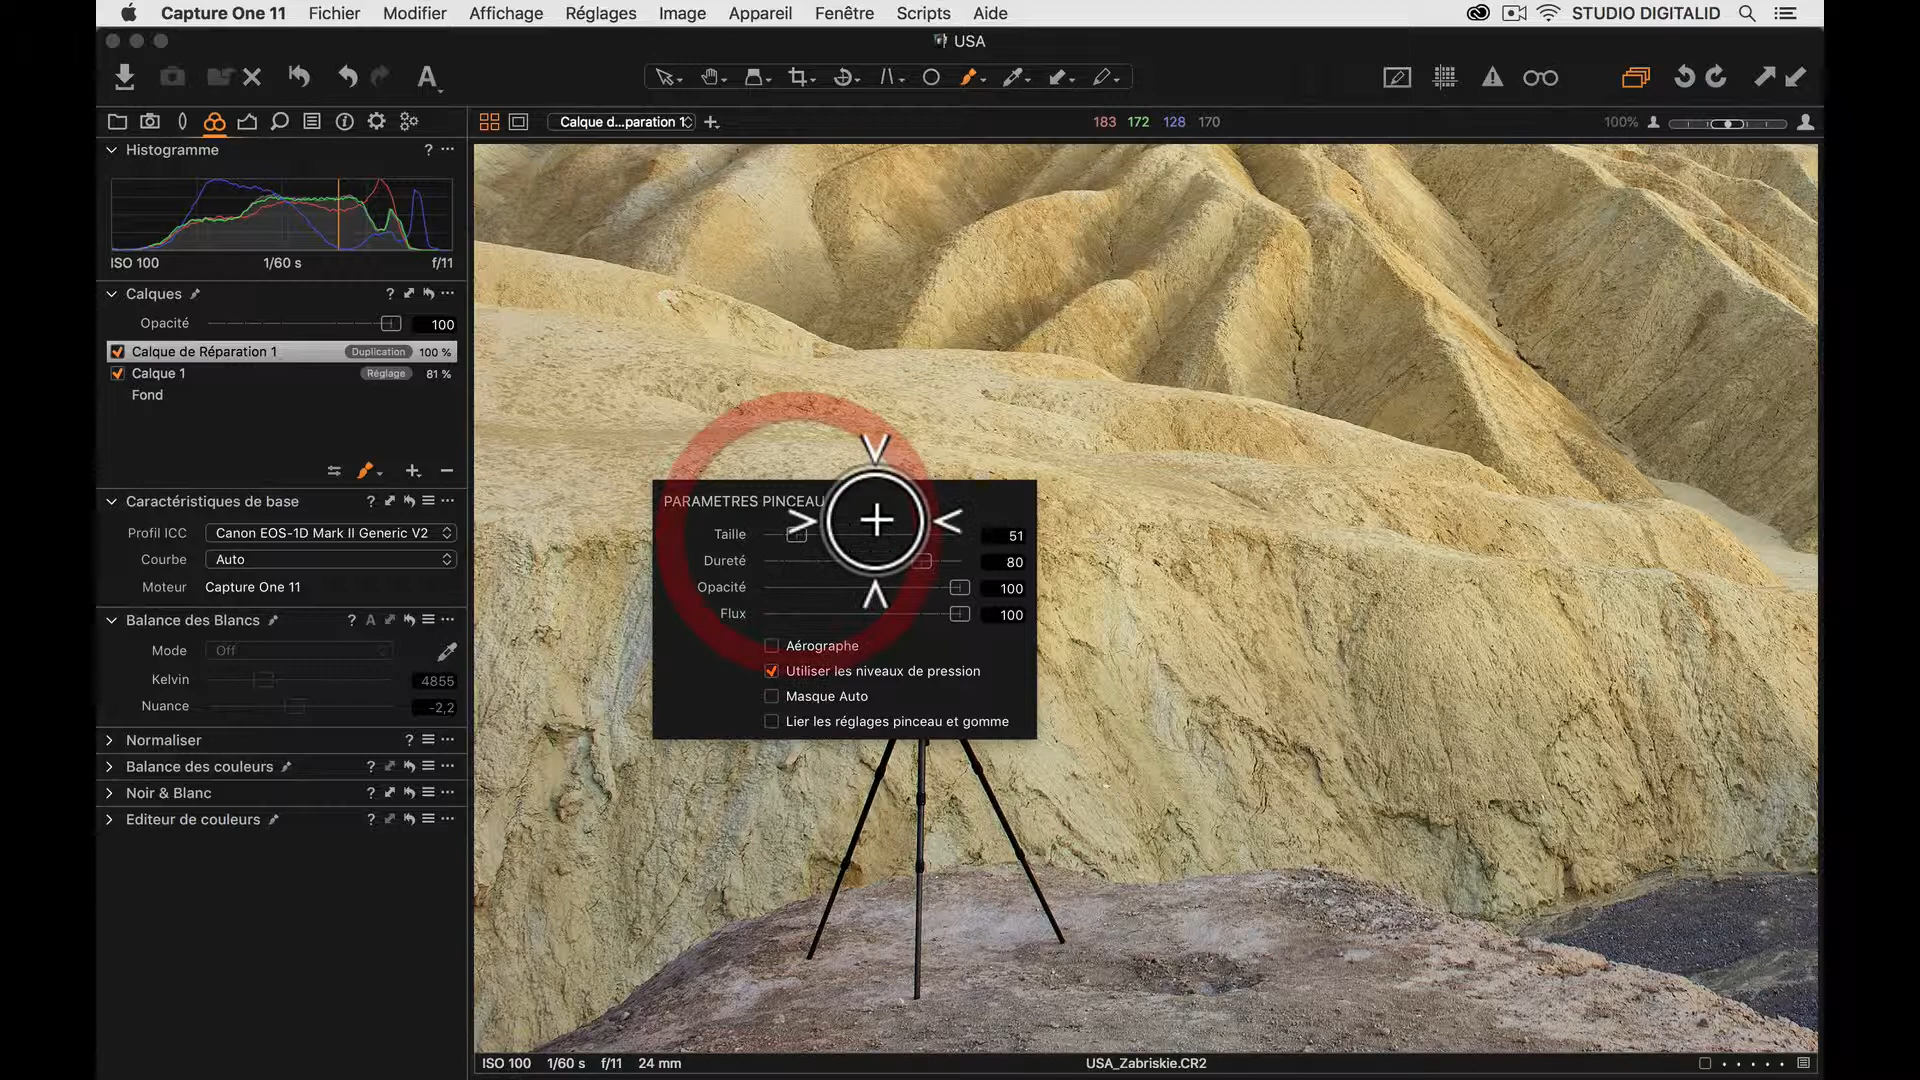 Capture One 11 Fichier Modifier Affichage Réglages Image Appareil Fenêtre Scripts Aide STUDIO DIGITALID
USA
A
Calque d...paration 1 183 172 128 170 100%
Histogramme ?
ISO 100 1/60 s f/11
Calques ?
Opacité 100
Calque de Réparation 1 Duplication 100 %
Calque 1 Réglage 81 %
Fond
Caractéristiques de base ?
Profil ICC Canon EOS-1D Mark II Generic V2
Courbe Auto
Moteur Capture One 11
Balance des Blancs ? A
Mode Off
Kelvin 4855
Nuance -2,2
Normaliser ?
Balance des couleurs ?
Noir & Blanc ?
Editeur de couleurs ?
PARAMETRES PINCEAU
Taille 51
Dureté 80
Opacité 100
Flux 100
Aérographe
Utiliser les niveaux de pression
Masque Auto
Lier les réglages pinceau et gomme
ISO 100 1/60 s f/11 24 mm USA_Zabriskie.CR2